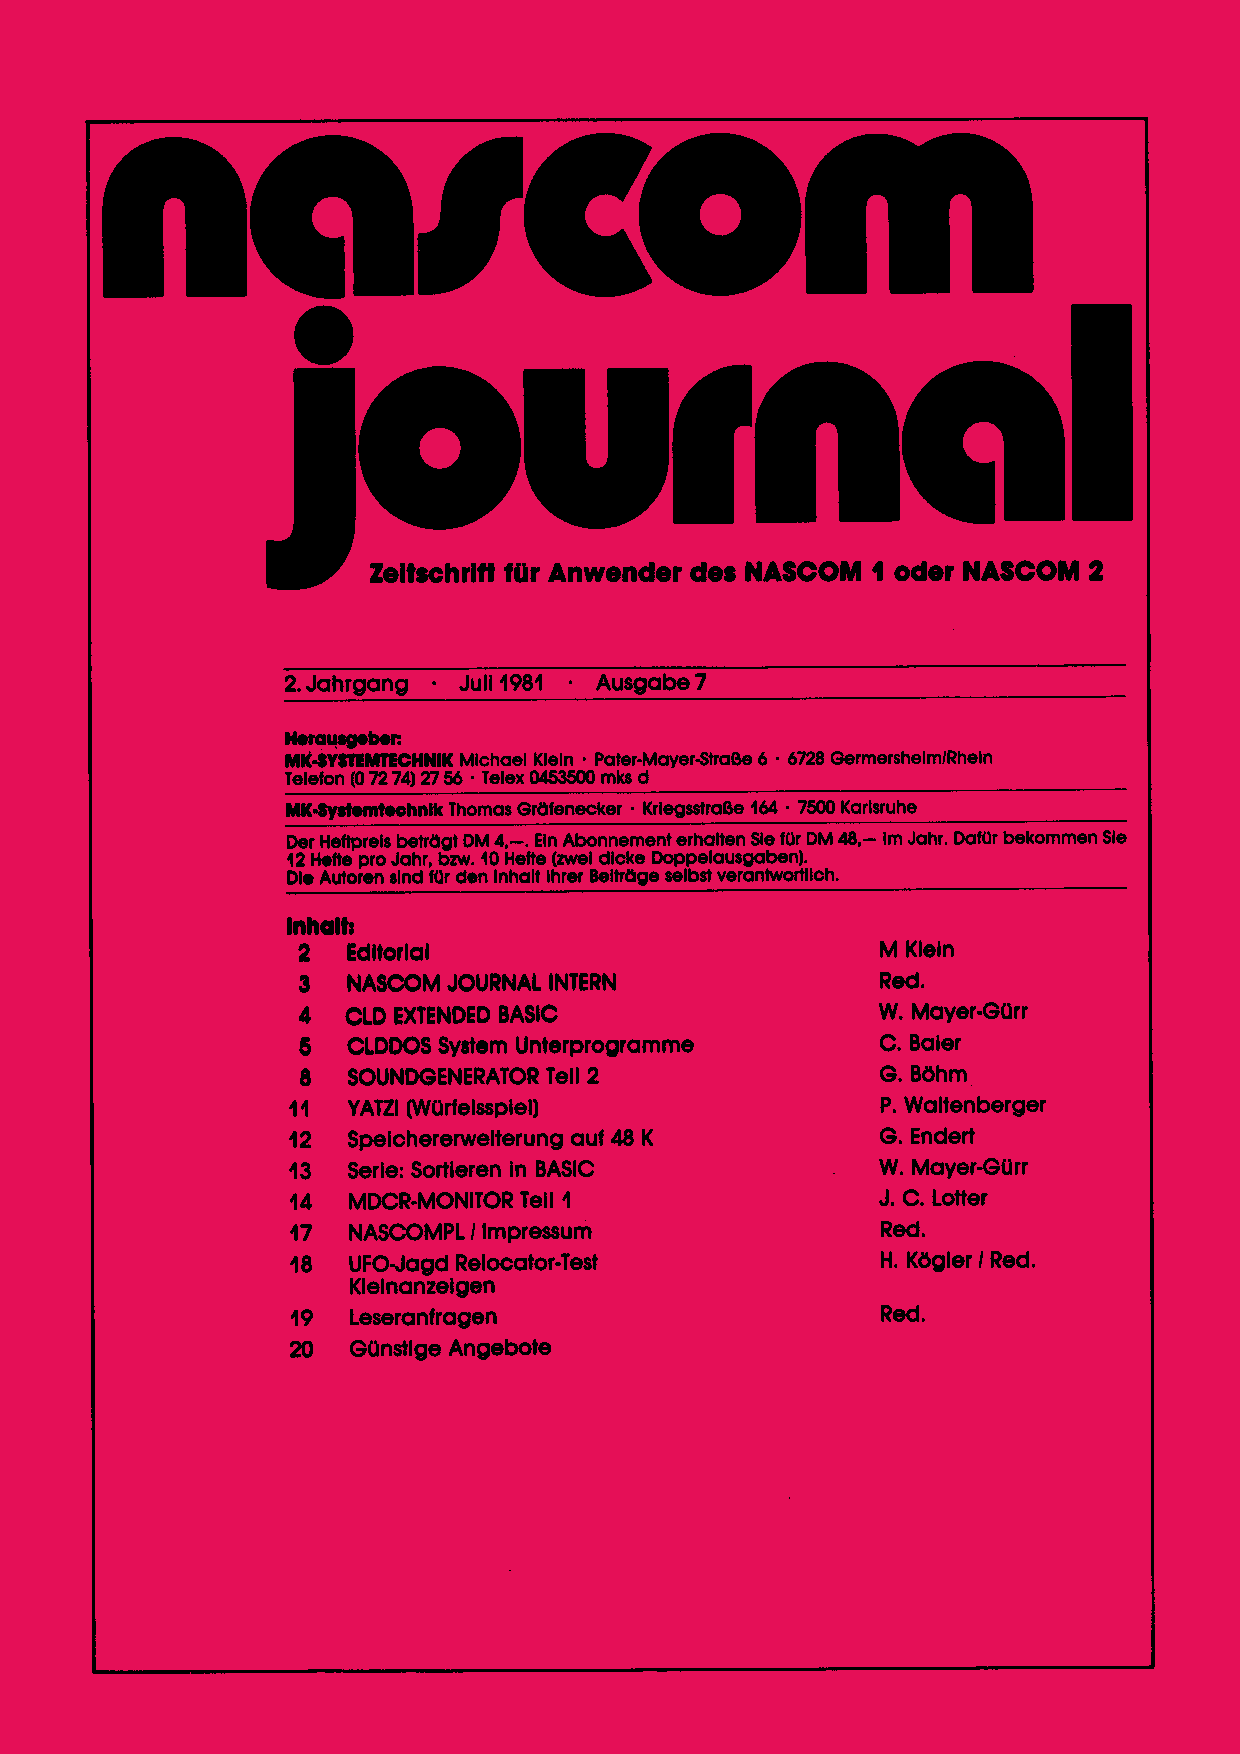 nascom
journal
Zeitschrift für Anwender des NASCOM 1 oder NASCOM 2
2. Jahrgang · Juli 1981 · Ausgabe 7
Herausgeber:
MK-SYSTEMTECHNIK Michael Klein · Pater-Mayer-Straße 6 · 6728 Germersheim/Rhein
Telefon (0 72 74) 27 56 · Telex 0453500 mks d
MK-Systemtechnik Thomas Gräfenecker · Kriegsstraße 164 · 7500 Karlsruhe
Der Heftpreis beträgt DM 4,—. Ein Abonnement erhalten Sie für DM 48,— im Jahr. Dafür bekommen Sie
12 Hefte pro Jahr, bzw. 10 Hefte (zwei dicke Doppelausgaben).
Die Autoren sind für den Inhalt ihrer Beiträge selbst verantwortlich.
Inhalt:
2 Editorial M Klein
3 NASCOM JOURNAL INTERN Red.
4 CLD EXTENDED BASIC W. Mayer-Gürr
5 CLDDOS System Unterprogramme C. Baier
8 SOUNDGENERATOR Teil 2 G. Böhm
11 YATZI (Würfelsspiel) P. Waltenberger
12 Speichererweiterung auf 48 K G. Endert
13 Serie: Sortieren in BASIC W. Mayer-Gürr
14 MDCR-MONITOR Teil 1 J. C. Lotter
17 NASCOMPL / Impressum Red.
18 UFO-Jagd Relocator-Test H. Kögler / Red.
Kleinanzeigen
19 Leseranfragen Red.
20 Günstige Angebote